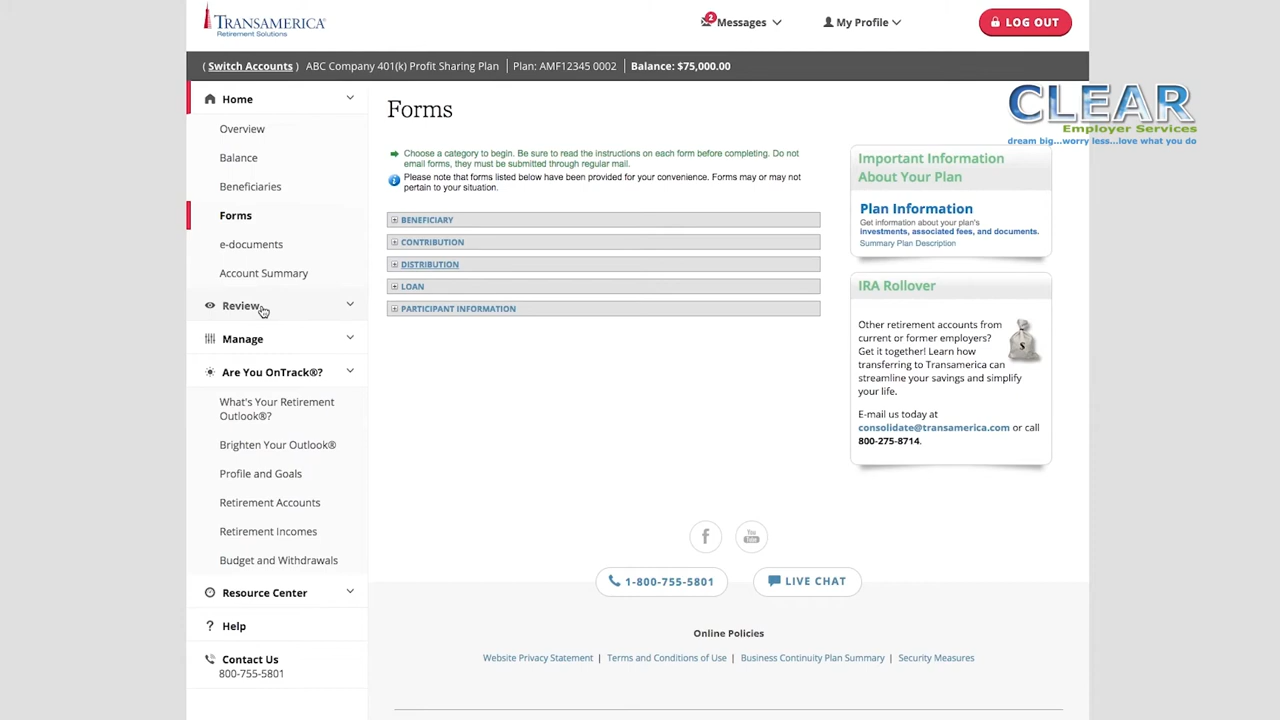 TRANSAMERICA®
Retirement Solutions
2
Messages
My Profile
LOG OUT
( Switch Accounts ) ABC Company 401(k) Profit Sharing Plan | Plan: AMF12345 0002 | Balance: $75,000.00
Home
Overview
Balance
Beneficiaries
Forms
e-documents
Account Summary
Review
Manage
Are You OnTrack®?
What's Your Retirement
Outlook®?
Brighten Your Outlook®
Profile and Goals
Retirement Accounts
Retirement Incomes
Budget and Withdrawals
Resource Center
? Help
Contact Us
800-755-5801
Forms
Choose a category to begin. Be sure to read the instructions on each form before completing. Do not
email forms, they must be submitted through regular mail.
Please note that forms listed below have been provided for your convenience. Forms may or may not
pertain to your situation.
BENEFICIARY
CONTRIBUTION
DISTRIBUTION
LOAN
PARTICIPANT INFORMATION
CLEAR
Employer Services
dream big...worry less...love what you do
Important Information
About Your Plan
Plan Information
Get information about your plan's
investments, associated fees, and documents.
Summary Plan Description
IRA Rollover
Other retirement accounts from
current or former employers?
Get it together! Learn how
transferring to Transamerica can
streamline your savings and simplify
your life.
$
E-mail us today at
consolidate@transamerica.com or call
800-275-8714.
f
You
Tube
1-800-755-5801
LIVE CHAT
Online Policies
Website Privacy Statement | Terms and Conditions of Use | Business Continuity Plan Summary | Security Measures